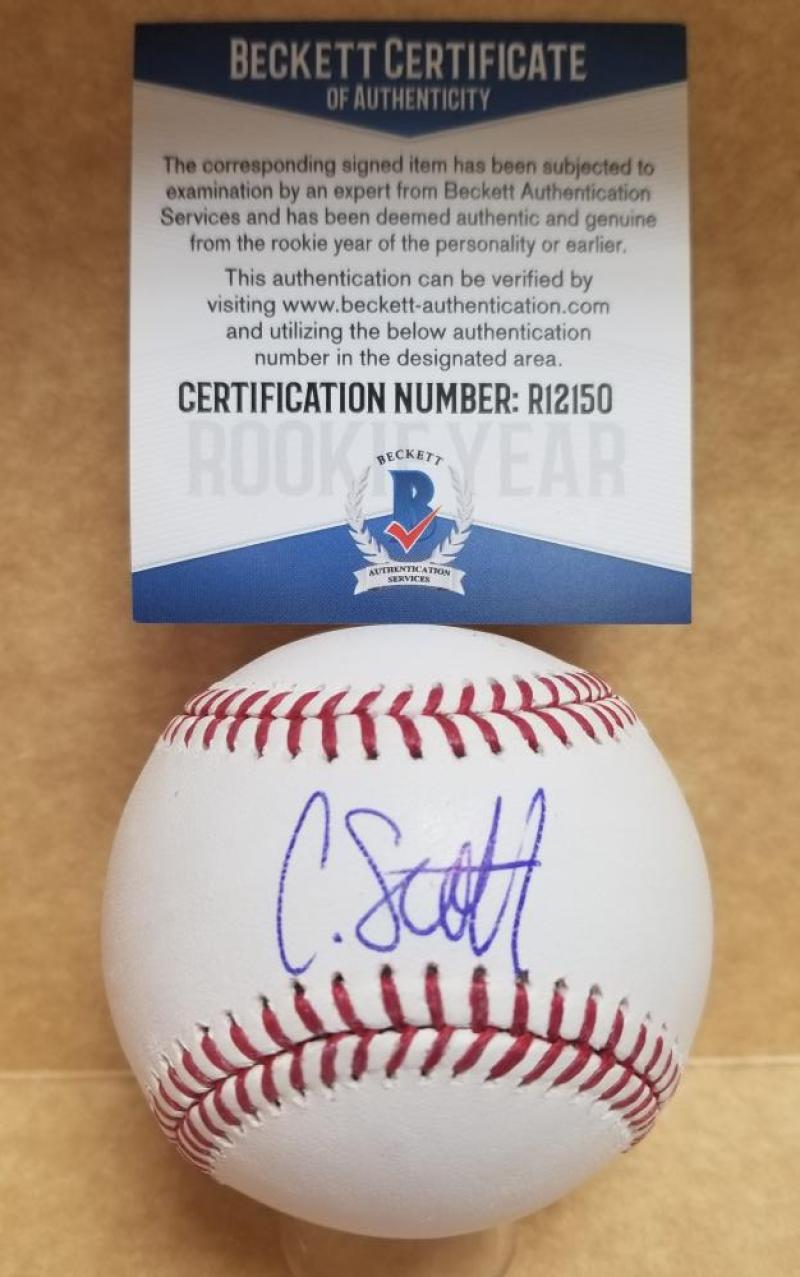 BECKETT CERTIFICATE
OF AUTHENTICITY
The corresponding signed item has been subjected to
examination by an expert from Beckett Authentication
Services and has been deemed authentic and genuine
from the rookie year of the personality or earlier.
This authentication can be verified by
visiting www.beckett-authentication.com
and utilizing the below authentication
number in the designated area.
CERTIFICATION NUMBER: R12150
ROOKIE YEAR
BECKETT
B
AUTHENTICATION
SERVICES
C. Scott